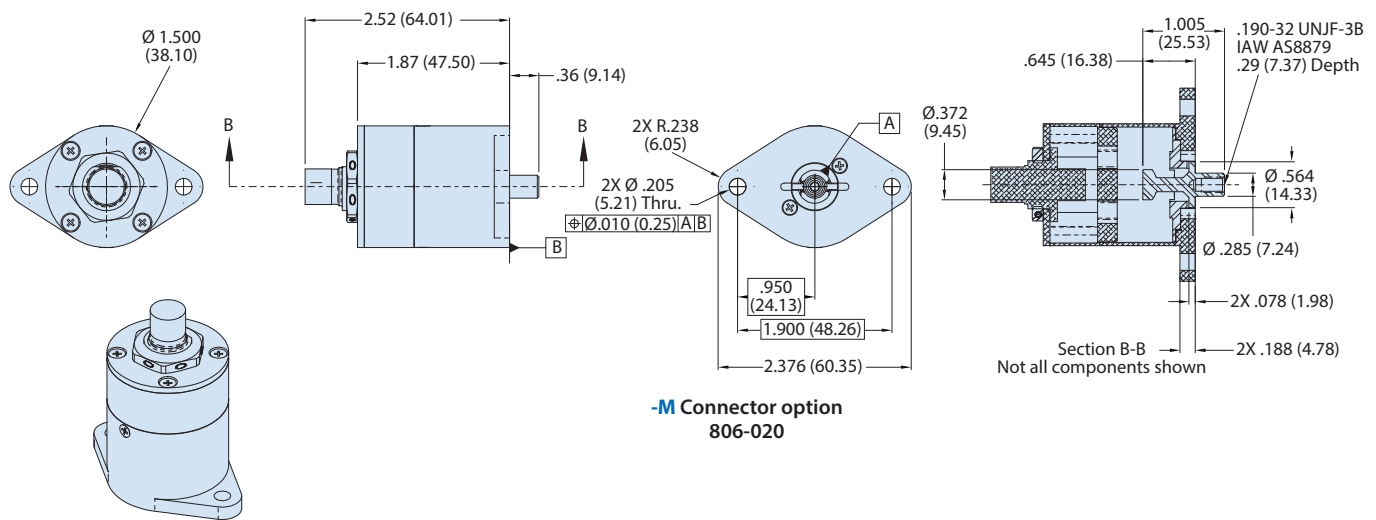 Ø 1.500
(38.10)
2.52 (64.01)
1.87 (47.50)
.36 (9.14)
B
B
B
2X R.238
(6.05)
2X Ø .205
(5.21) Thru.
⌖ Ø.010 (0.25) A B
A
.950
(24.13)
1.900 (48.26)
2.376 (60.35)
1.005
(25.53)
.645 (16.38)
.190-32 UNJF-3B
IAW AS8879
.29 (7.37) Depth
Ø.372
(9.45)
Ø .564
(14.33)
Ø .285 (7.24)
2X .078 (1.98)
2X .188 (4.78)
Section B-B
Not all components shown
-M Connector option
806-020